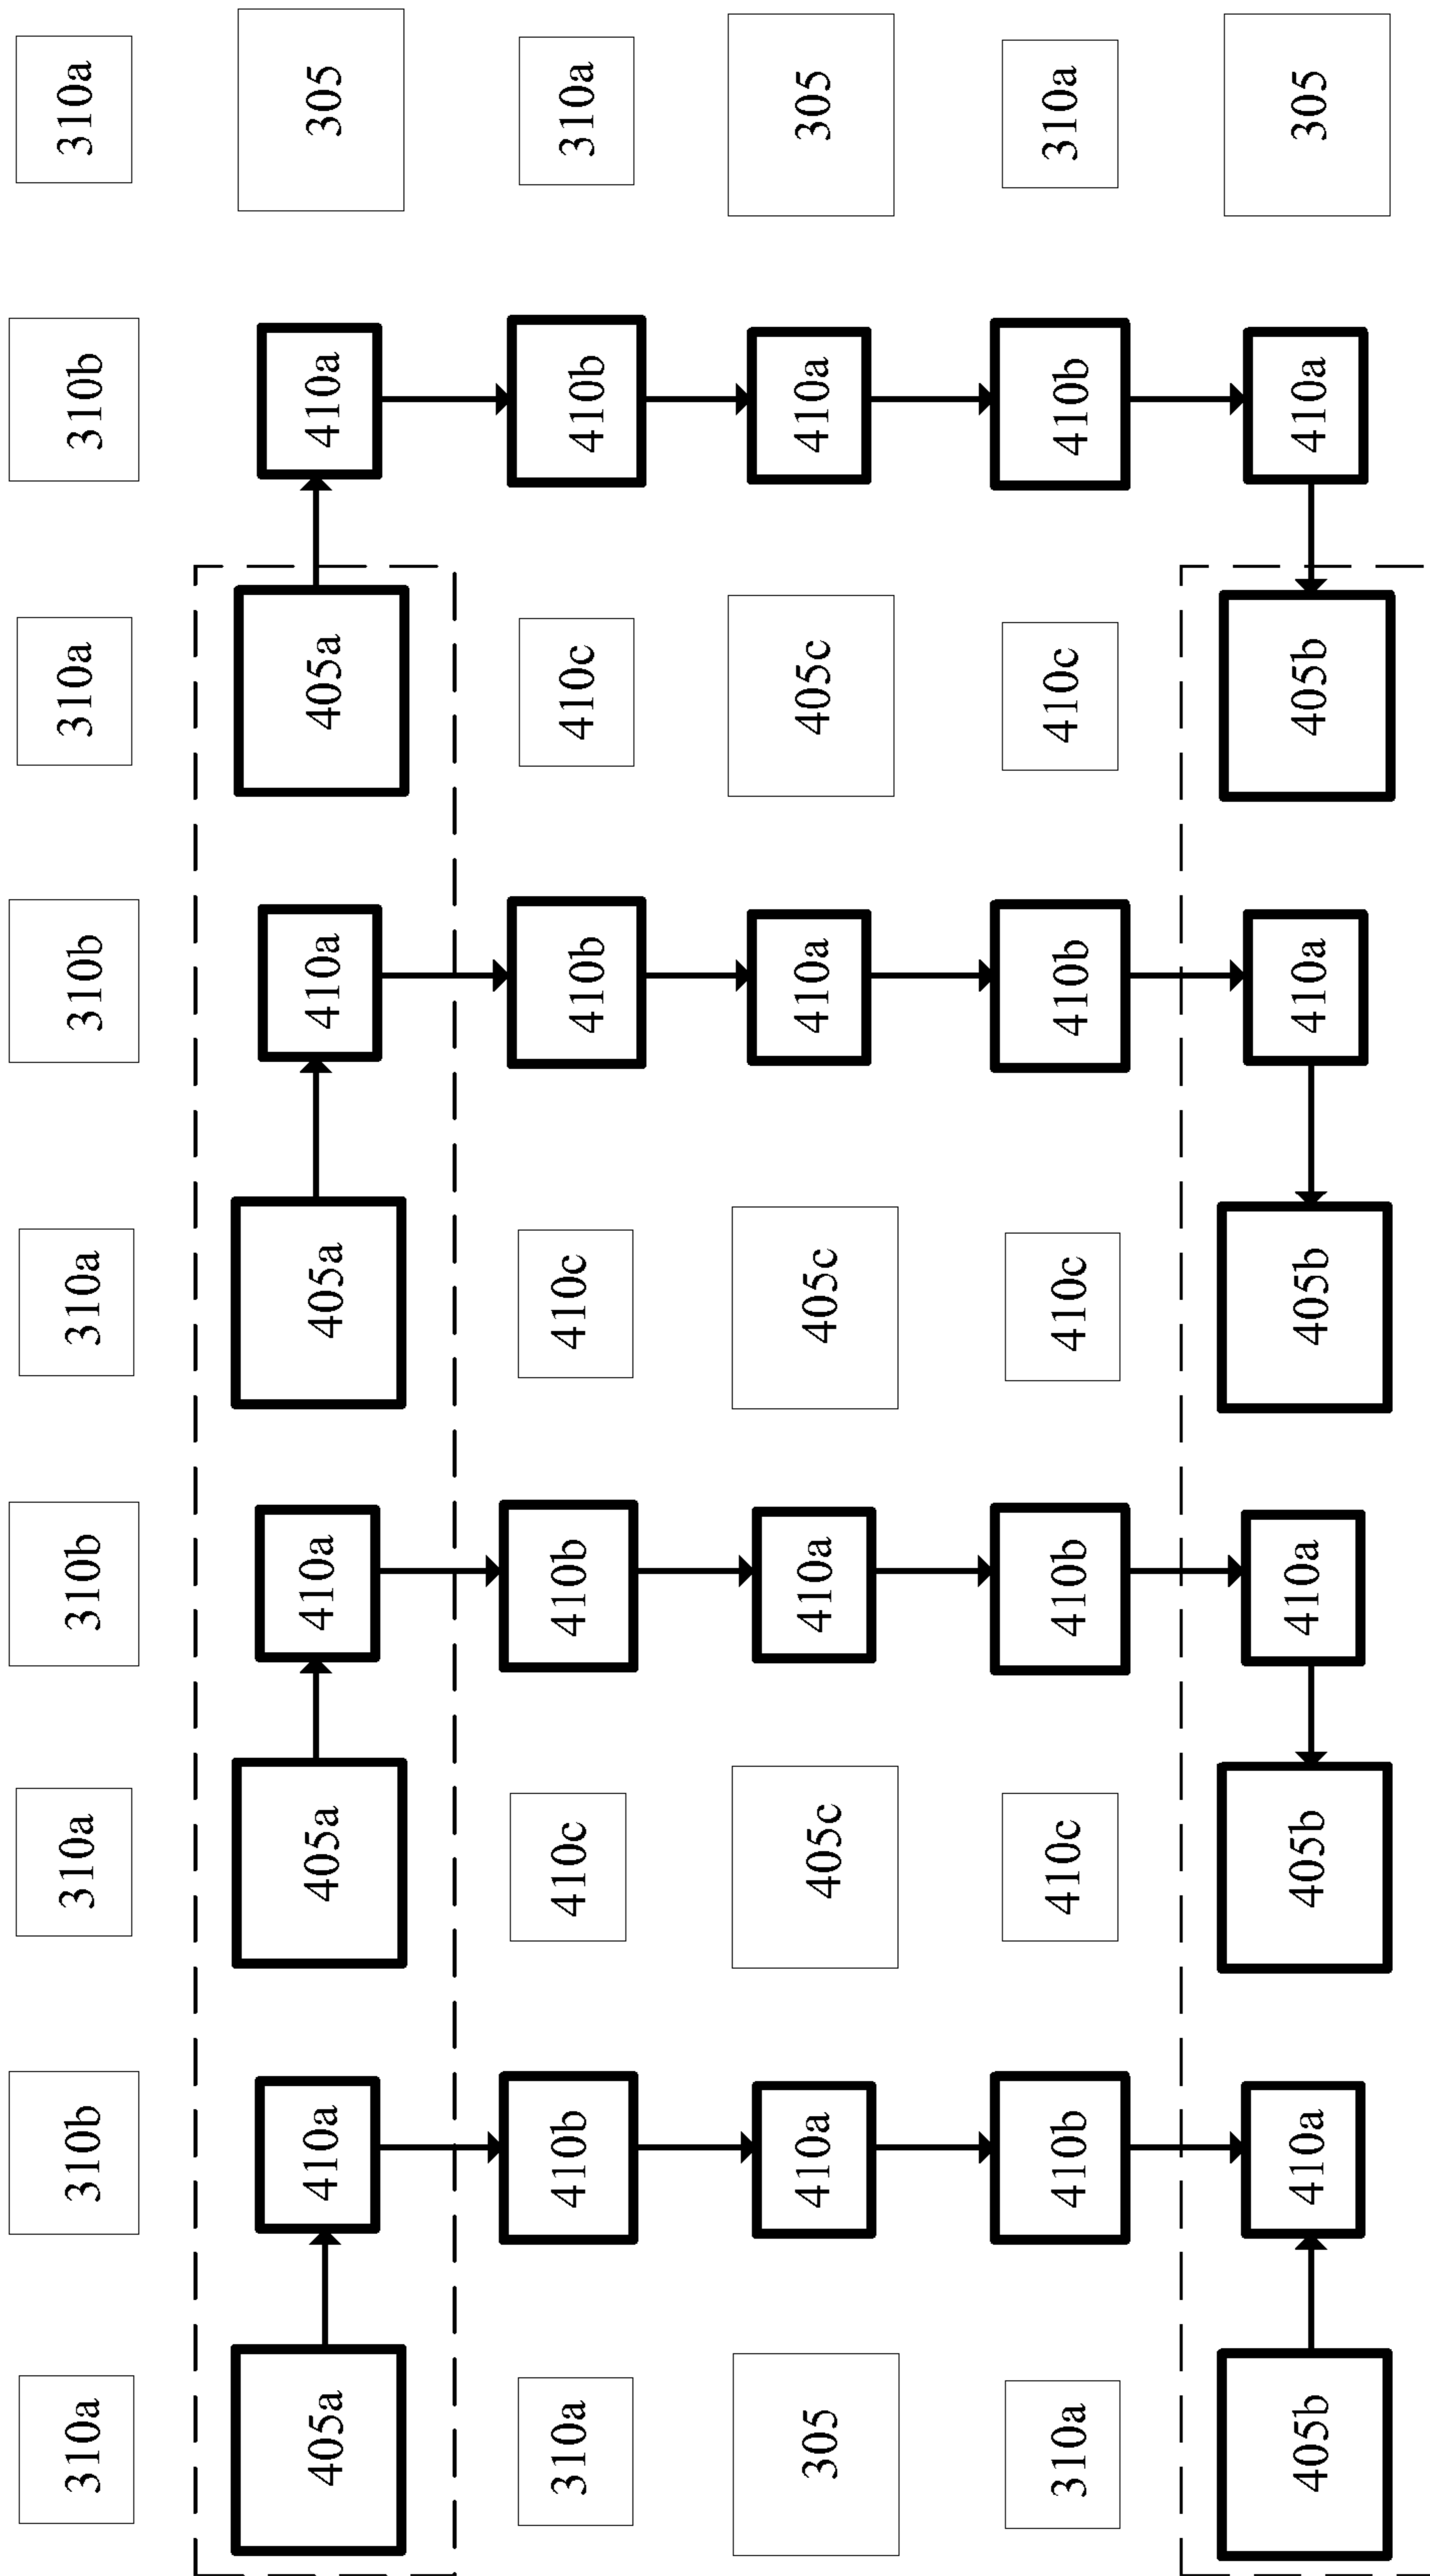 310a 310b 310a 310b 310a 310b 310a 310b 310a
405a 410a 405a 410a 405a 410a 405a 410a 305
310a 410b 410c 410b 410c 410b 410c 410b 310a
305 410a 405c 410a 405c 410a 405c 410a 305
310a 410b 410c 410b 410c 410b 410c 410b 310a
405b 410a 405b 410a 405b 410a 405b 410a 305